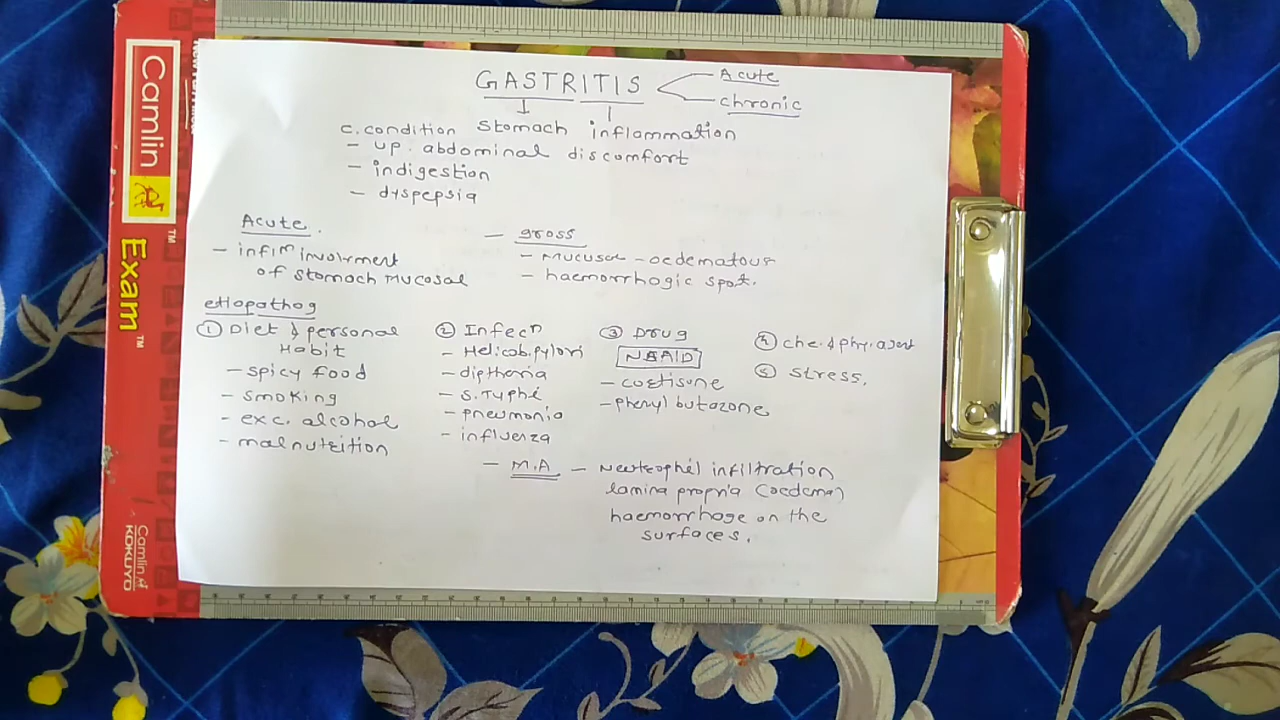 GASTRITIS
Acute
chronic
c.condition stomach inflammation
- up. abdominal discomfort
- indigestion
- dyspepsia
Acute.
- inflm involvment
of stomach mucosal
- gross
- mucusal - oedematous
- haemorrhagic spot.
etiopathog
① Diet & personal
Habit
- spicy food
- smoking
- exc. alcohol
- malnutrition
② Infecn
- Helicob.pylori
- diptheria
- s.Typhi
- pneumonia
- influenza
③ Drug
NSAID
- cortisone
- phenyl butazone
④ che. & phy. agent
⑤ stress.
- M.A - Neutrophil infiltration
lamina propria (oedema)
haemorrhage on the
surfaces.
Camlin
Exam
TM
TM
Camlin
KOKUYO